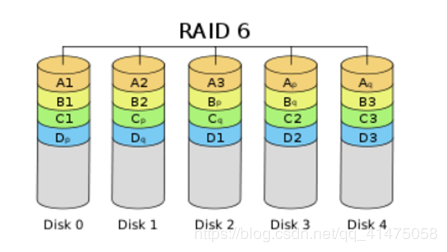 RAID 6
A1 A2 A3 Ap Aq
B1 B2 Bp Bq B3
C1 Cp Cq C2 C3
Dp Dq D1 D2 D3
Disk 0 Disk 1 Disk 2 Disk 3 Disk 4
https://blog.csdn.net/qq_41475058